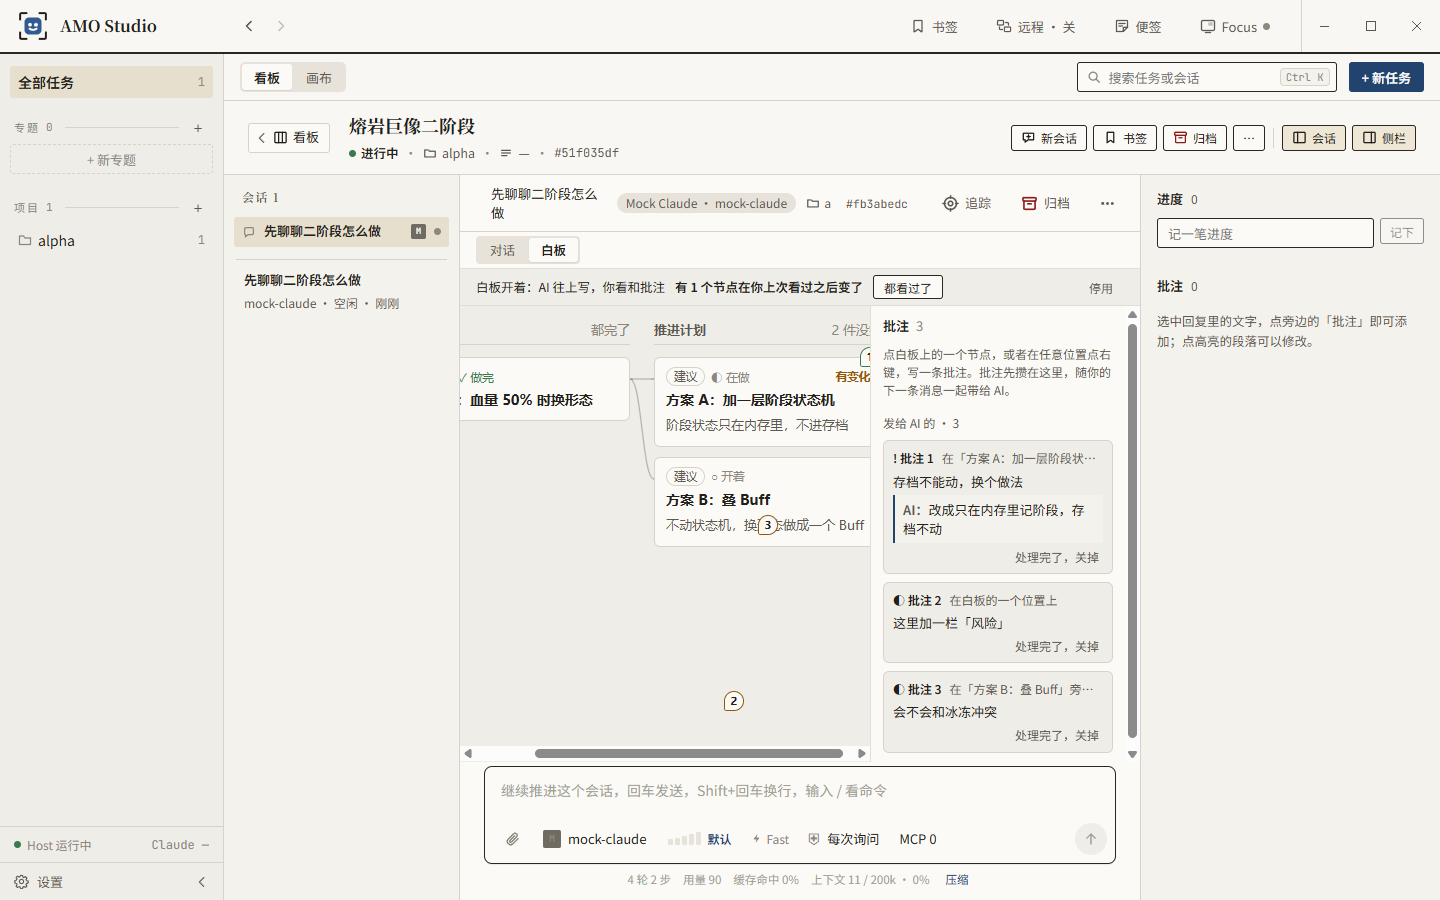 AMO Studio
书签
远程 · 关
便签
Focus
全部任务 1
专题 0 +
+ 新专题
项目 1 +
alpha 1
Host 运行中 Claude —
设置
看板 画布
搜索任务或会话 Ctrl K
+ 新任务
看板
熔岩巨像二阶段
进行中 · alpha · — · #51f035df
新会话 书签 归档 ··· 会话 侧栏
会话 1
先聊聊二阶段怎么做 M
先聊聊二阶段怎么做
mock-claude · 空闲 · 刚刚
先聊聊二阶段怎么
做
Mock Claude · mock-claude a #fb3abedc 追踪 归档 ···
对话 白板
白板开着：AI 往上写，你看和批注 有 1 个节点在你上次看过之后变了 都看过了 停用
都完了
✓ 做完
：血量 50% 时换形态
推进计划 2 件没
建议 在做 有变化
方案 A：加一层阶段状态机
阶段状态只在内存里，不进存档
建议 ○ 开着
方案 B：叠 Buff
不动状态机，换 态做成一个 Buff
3
2
批注 3
点白板上的一个节点，或者在任意位置点右
键，写一条批注。批注先攒在这里，随你的
下一条消息一起带给 AI。
发给 AI 的 · 3
! 批注 1 在「方案 A：加一层阶段状···
存档不能动，换个做法
AI：改成只在内存里记阶段，存
档不动
处理完了，关掉
批注 2 在白板的一个位置上
这里加一栏「风险」
处理完了，关掉
批注 3 在「方案 B：叠 Buff」旁···
会不会和冰冻冲突
处理完了，关掉
继续推进这个会话，回车发送，Shift+回车换行，输入 / 看命令
M mock-claude 默认 Fast 每次询问 MCP 0
4 轮 2 步 用量 90 缓存命中 0% 上下文 11 / 200k · 0% 压缩
进度 0
记一笔进度 记下
批注 0
选中回复里的文字，点旁边的「批注」即可添
加；点高亮的段落可以修改。